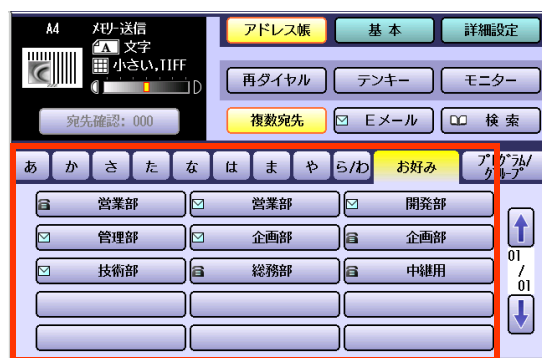 A4 ﾒﾓﾘｰ送信
A 文字
小さい,TIFF
D
宛先確認: 000
アドレス帳 基本 詳細設定
再ダイヤル テンキー モニター
複数宛先 Eメール 検索
あ か さ た な は ま や ら/わ お好み ﾌﾟﾛｸﾞﾗﾑ/
ｸﾞﾙｰﾌﾟ
営業部 営業部 開発部
管理部 企画部 企画部
技術部 総務部 中継用
01
/
01